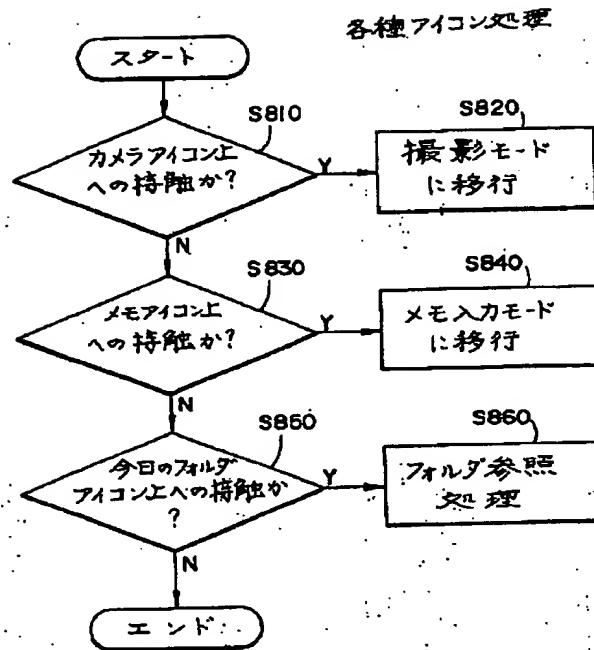 各種アイコン処理
スタート
S810
カメラアイコン上
への接触か?
Y
N
S820
撮影モード
に移行
S830
メモアイコン上
への接触か?
Y
N
S840
メモ入力モード
に移行
S850
今日のフォルダ
アイコン上への接触か
?
Y
N
S860
フォルダ参照
処理
エンド